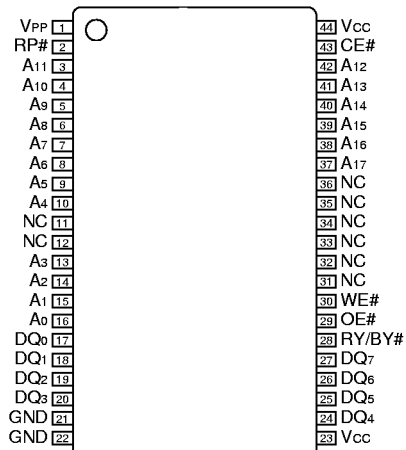 VPP 1 44 VCC
RP# 2 43 CE#
A11 3 42 A12
A10 4 41 A13
A9 5 40 A14
A8 6 39 A15
A7 7 38 A16
A6 8 37 A17
A5 9 36 NC
A4 10 35 NC
NC 11 34 NC
NC 12 33 NC
A3 13 32 NC
A2 14 31 NC
A1 15 30 WE#
A0 16 29 OE#
DQ0 17 28 RY/BY#
DQ1 18 27 DQ7
DQ2 19 26 DQ6
DQ3 20 25 DQ5
GND 21 24 DQ4
GND 22 23 VCC